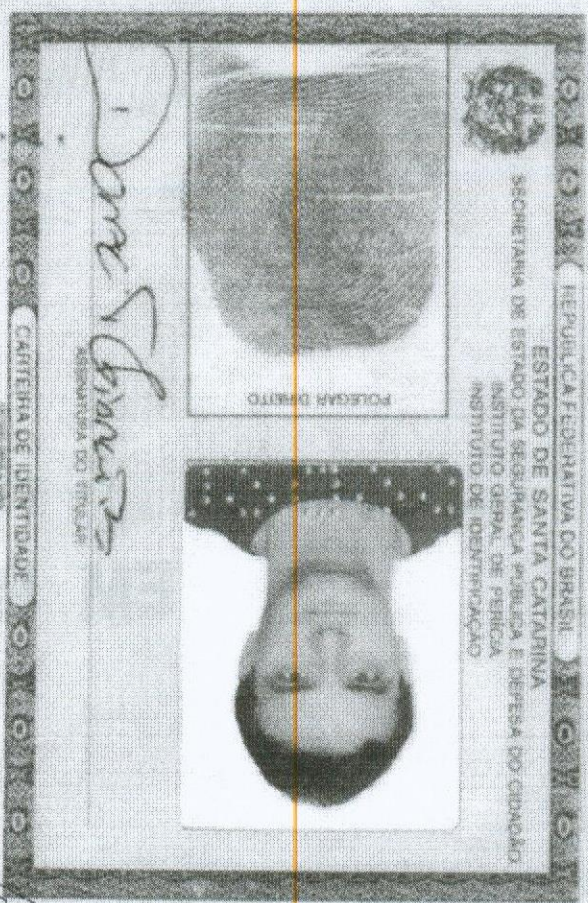 REPÚBLICA FEDERATIVA DO BRASIL
ESTADO DE SANTA CATARINA
SECRETARIA DE ESTADO DA SEGURANÇA PÚBLICA E DEFESA DO CIDADÃO
INSTITUTO GERAL DE PERÍCIA
INSTITUTO DE IDENTIFICAÇÃO
POLEGAR DIREITO
ASSINATURA DO TITULAR
CARTEIRA DE IDENTIDADE